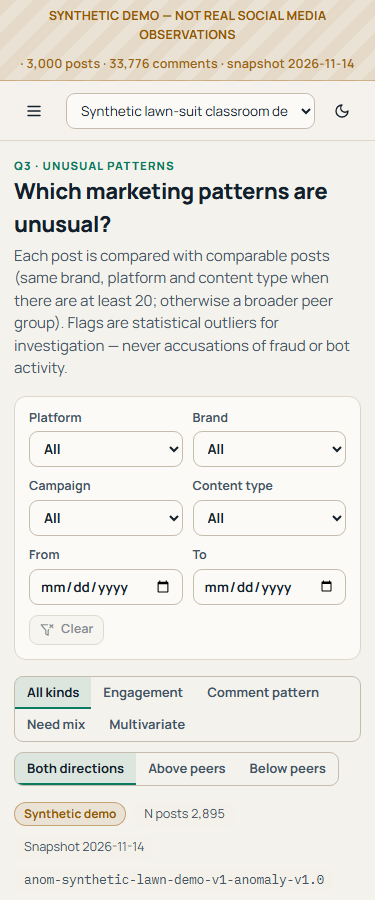 SYNTHETIC DEMO — NOT REAL SOCIAL MEDIA
OBSERVATIONS
· 3,000 posts · 33,776 comments · snapshot 2026-11-14
Synthetic lawn-suit classroom de
Q3 · UNUSUAL PATTERNS
Which marketing patterns are
unusual?
Each post is compared with comparable posts
(same brand, platform and content type when
there are at least 20; otherwise a broader peer
group). Flags are statistical outliers for
investigation — never accusations of fraud or bot
activity.
Platform Brand
All All
Campaign Content type
All All
From To
mm/dd/yyyy mm/dd/yyyy
Clear
All kinds Engagement Comment pattern
Need mix Multivariate
Both directions Above peers Below peers
Synthetic demo N posts 2,895
Snapshot 2026-11-14
anom-synthetic-lawn-demo-v1-anomaly-v1.0